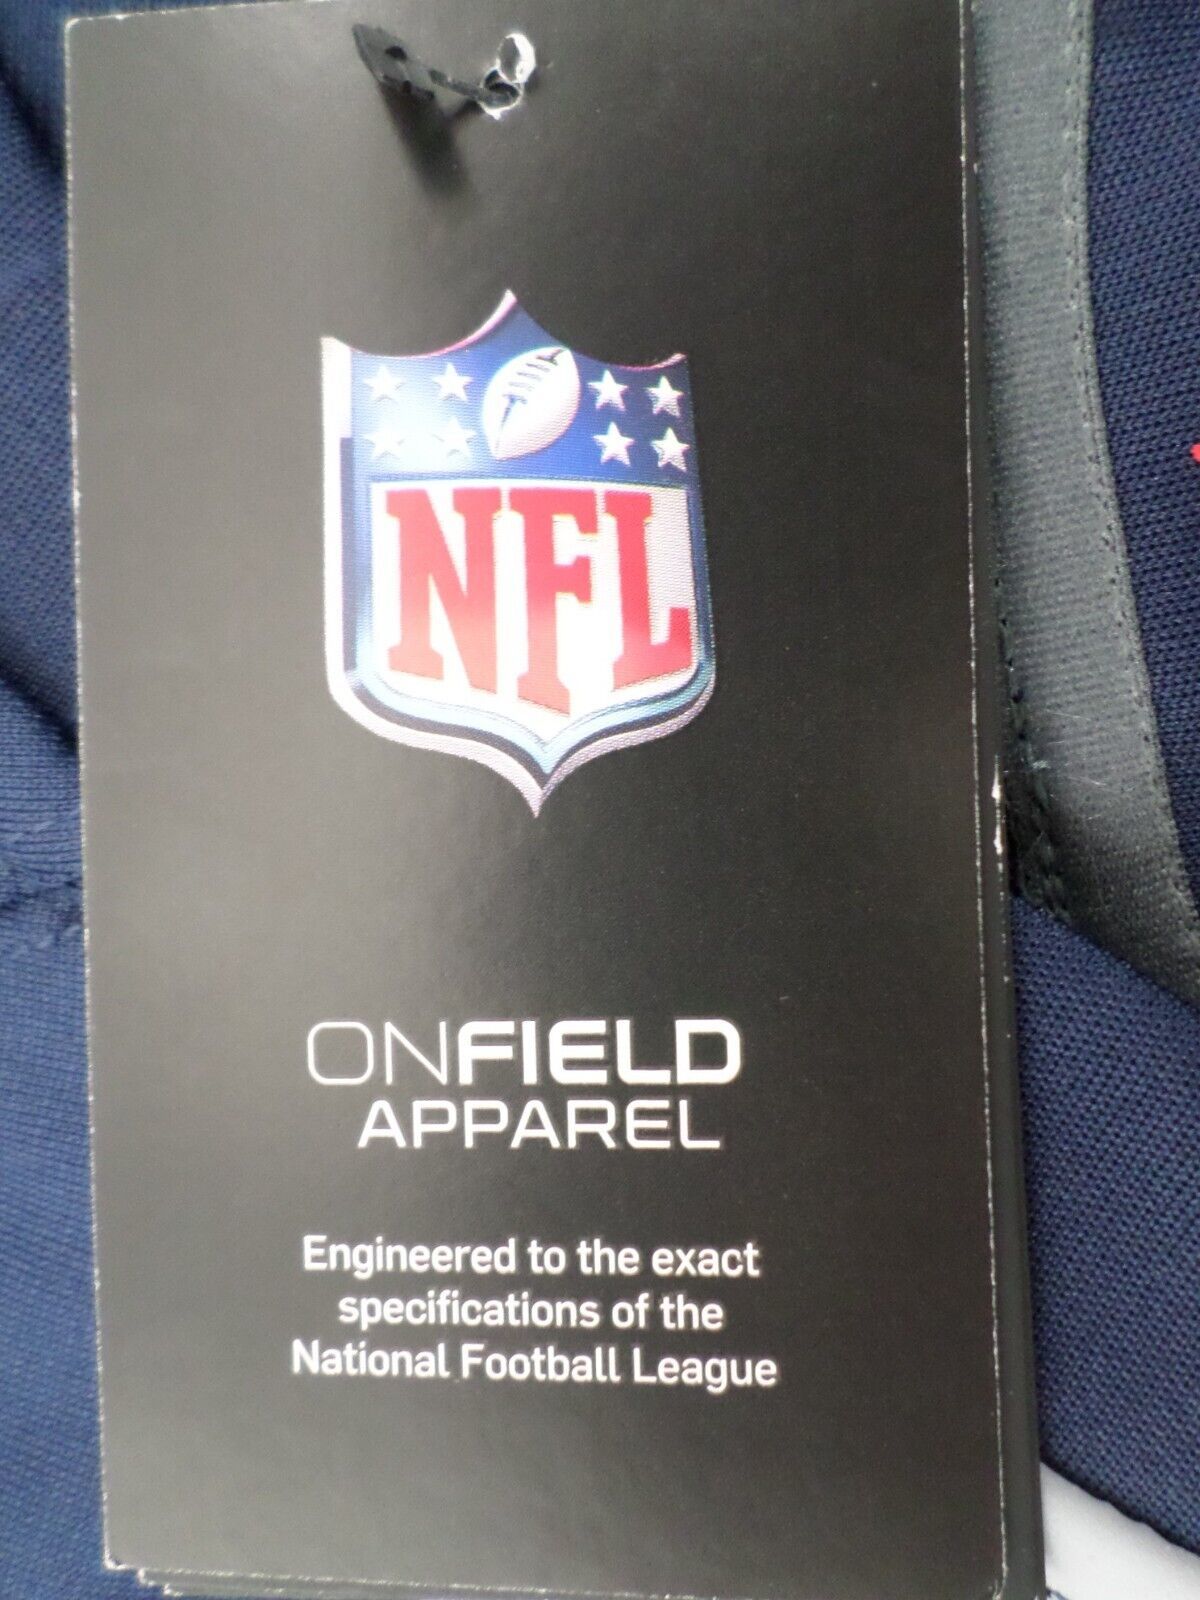 NFL
ONFIELD
APPAREL
Engineered to the exact
specifications of the
National Football League